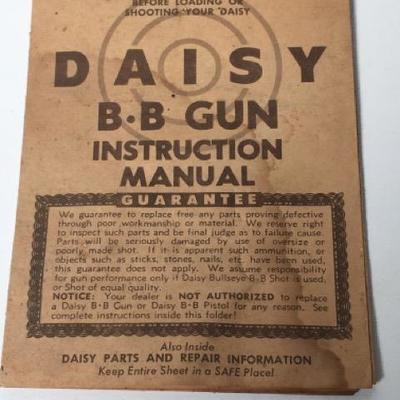 BEFORE LOADING OR
SHOOTING YOUR DAISY
DAISY
B•B GUN
INSTRUCTION
MANUAL
GUARANTEE
We guarantee to replace free any parts proving defective
through poor workmanship or material. We reserve right
to inspect such parts and be final judge as to failure cause.
Parts will be seriously damaged by use of oversize or
poorly made shot. If it is apparent such ammunition, or
objects such as sticks, stones, nails, etc. have been used,
this guarantee does not apply. We assume responsibility
for gun performance only if Daisy Bullseye B•B Shot is used,
or Shot of equal quality.
NOTICE: Your dealer is NOT AUTHORIZED to replace
a Daisy B•B Gun or Daisy B•B Pistol for any reason. See
complete instructions inside this folder!
Also Inside
DAISY PARTS AND REPAIR INFORMATION
Keep Entire Sheet in a SAFE Place!